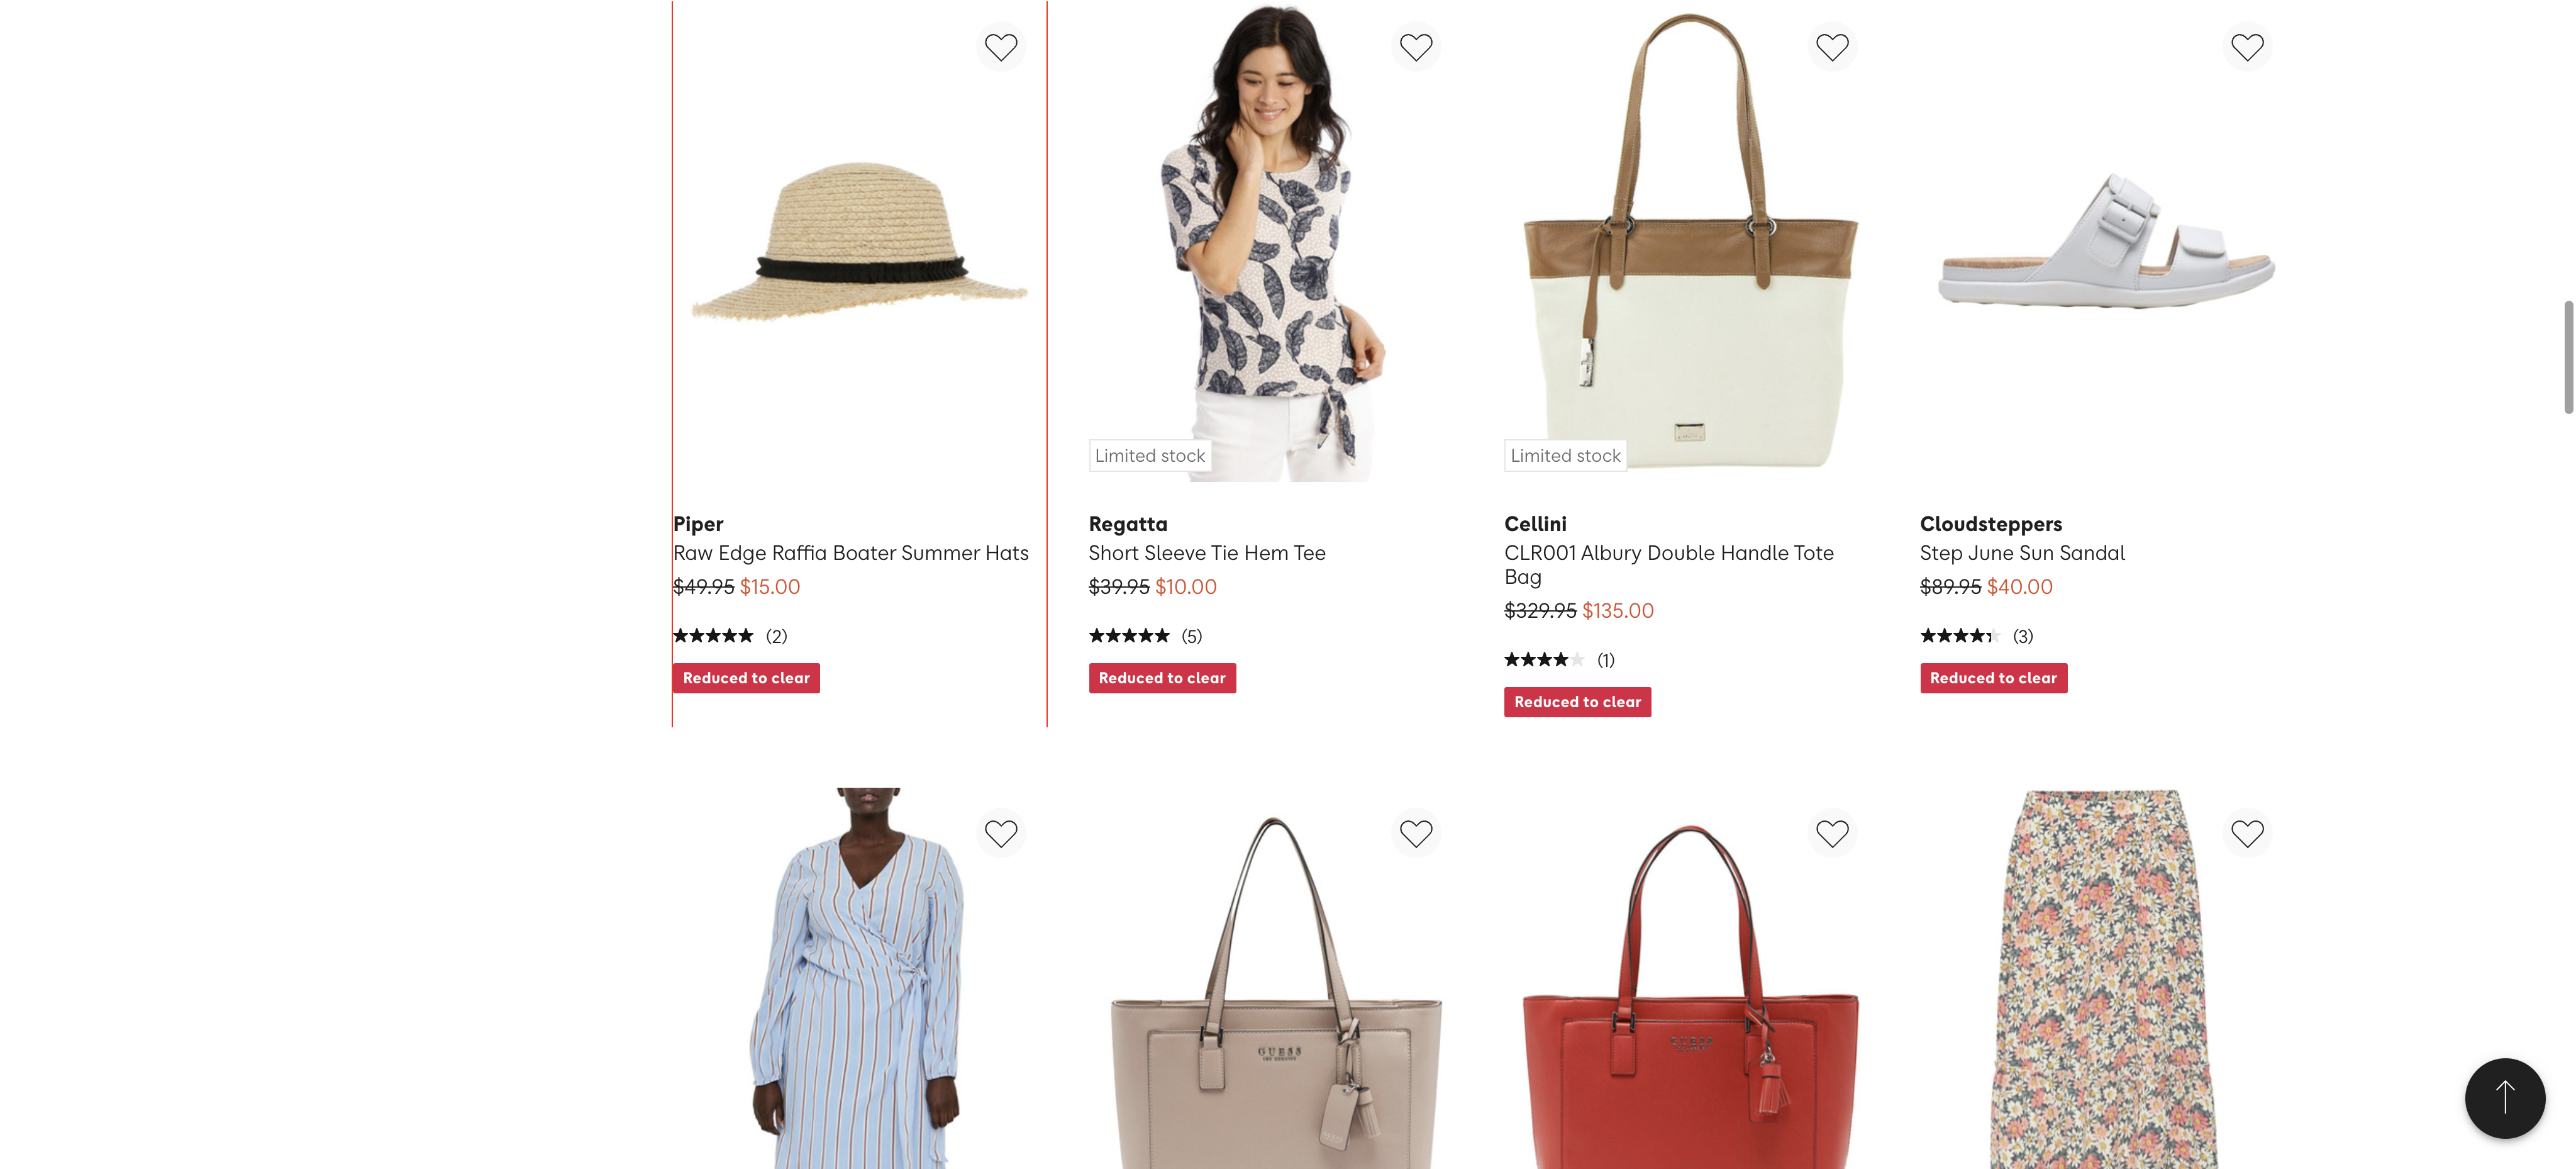 Limited stock
Limited stock
Piper
Raw Edge Raffia Boater Summer Hats
$49.95 $15.00
(2)
Reduced to clear
Regatta
Short Sleeve Tie Hem Tee
$39.95 $10.00
(5)
Reduced to clear
Cellini
CLR001 Albury Double Handle Tote
Bag
$329.95 $135.00
(1)
Reduced to clear
Cloudsteppers
Step June Sun Sandal
$89.95 $40.00
(3)
Reduced to clear
GUESS
GUESS